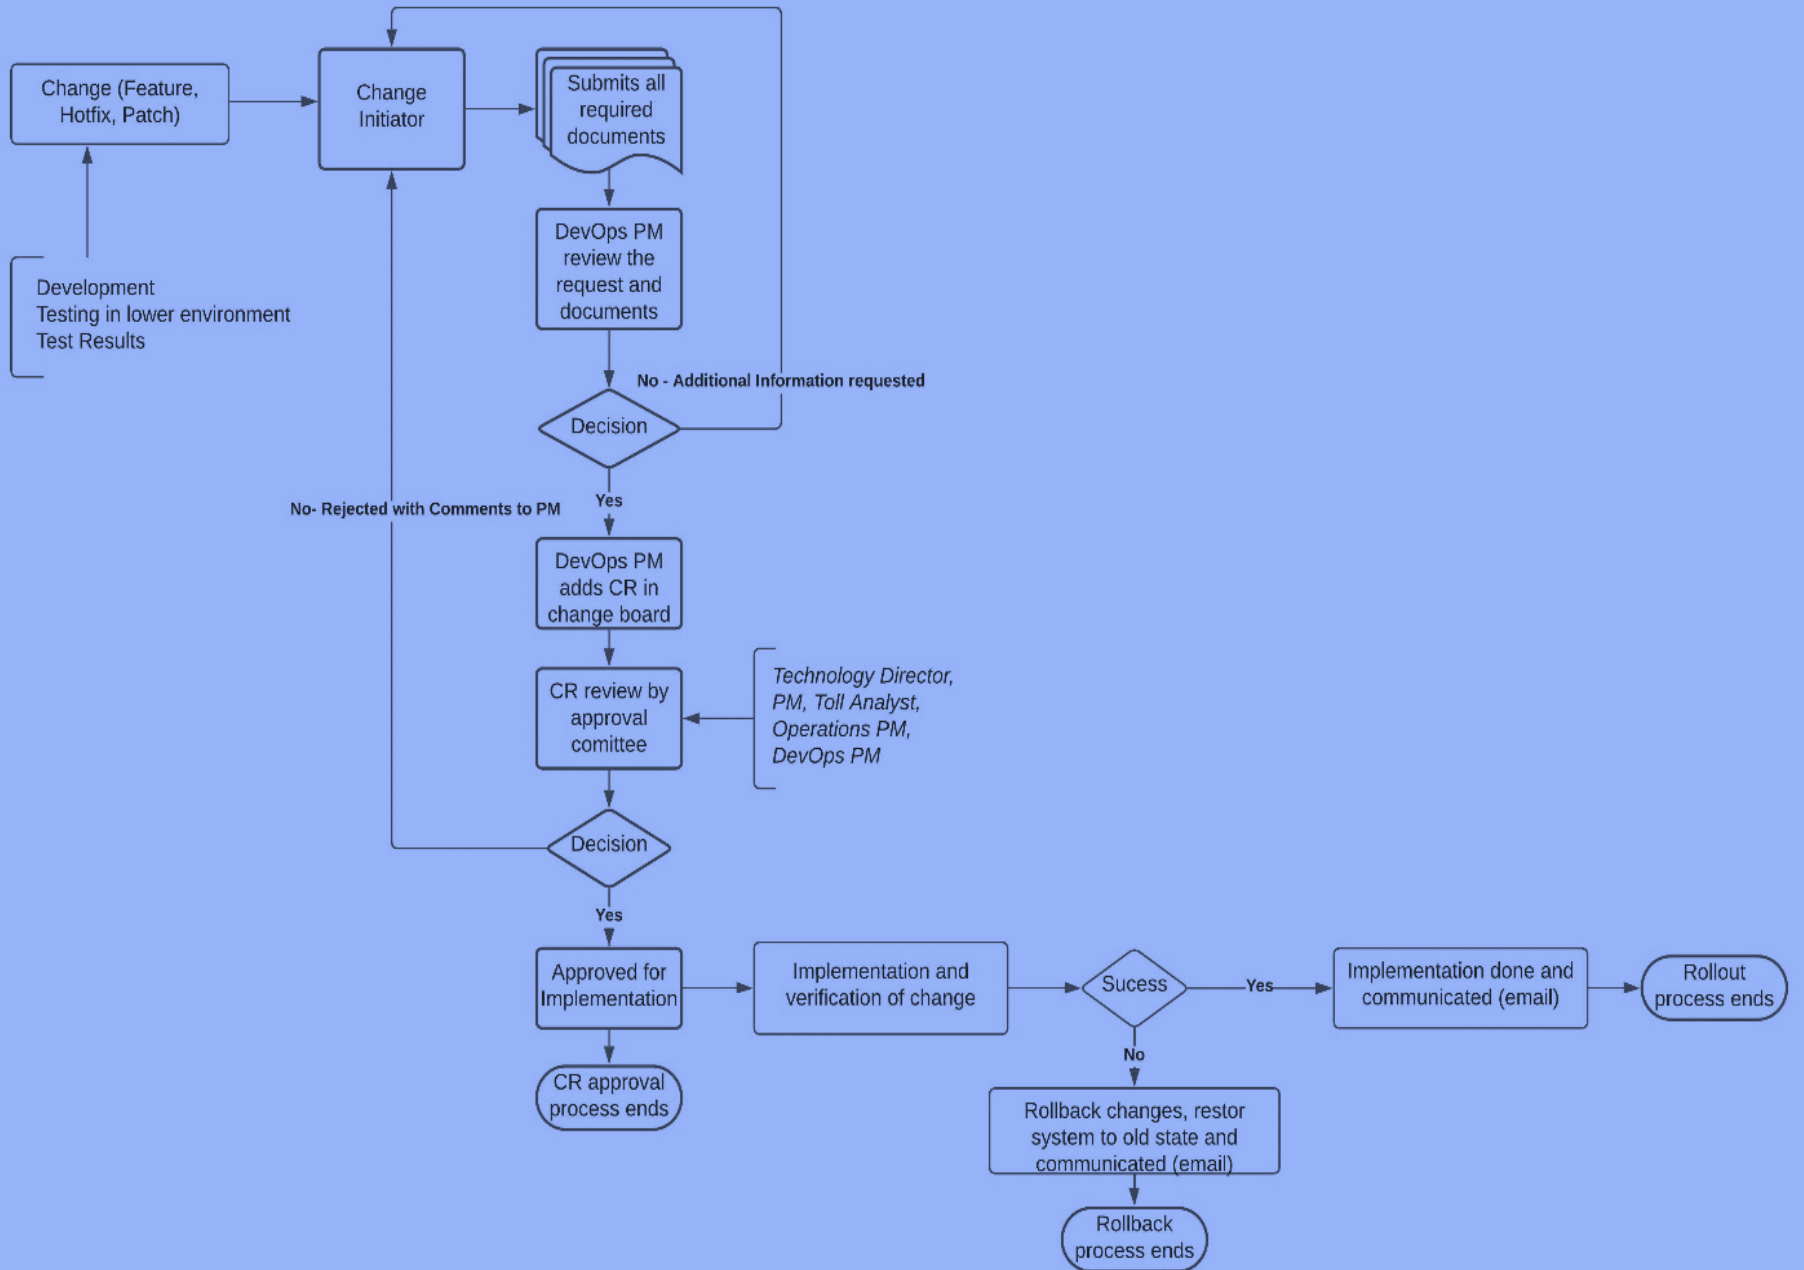 Change (Feature,
Hotfix, Patch)
Change
Initiator
Submits all
required
documents
Development
Testing in lower environment
Test Results
DevOps PM
review the
request and
documents
No - Additional Information requested
Decision
Yes
No- Rejected with Comments to PM
DevOps PM
adds CR in
change board
CR review by
approval
comittee
Technology Director,
PM, Toll Analyst,
Operations PM,
DevOps PM
Decision
Yes
Approved for
Implementation
Implementation and
verification of change
Sucess
Yes
Implementation done and
communicated (email)
Rollout
process ends
No
CR approval
process ends
Rollback changes, restor
system to old state and
communicated (email)
Rollback
process ends